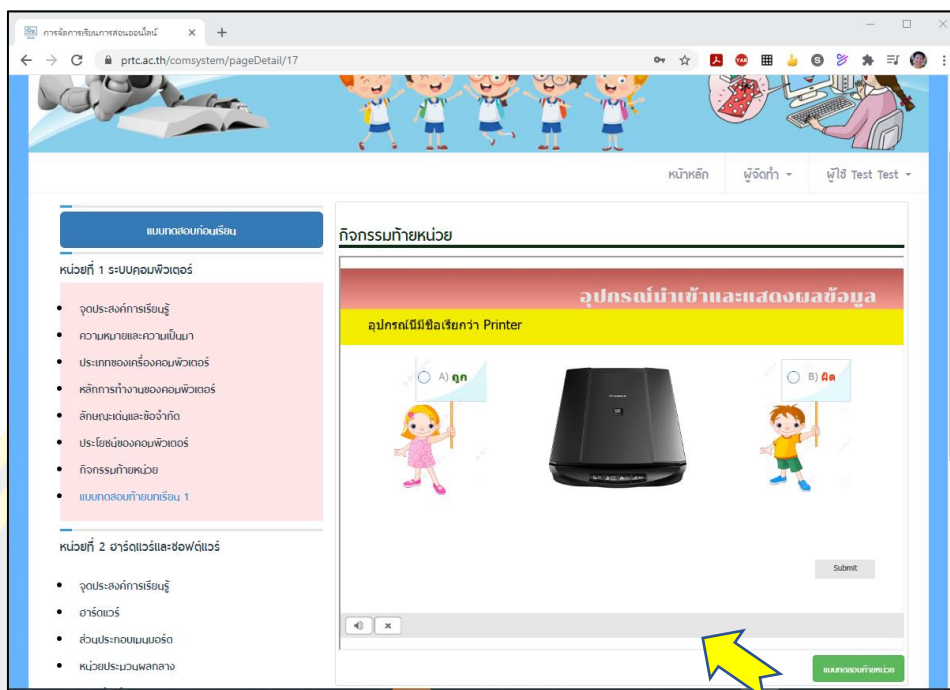 การจัดการเรียนการสอนออนไลน์
prtc.ac.th/comsystem/pageDetail/17
หน้าหลัก
ผู้จัดทำ
ผู้ใช้ Test Test
แบบทดสอบก่อนเรียน
หน่วยที่ 1 ระบบคอมพิวเตอร์
จุดประสงค์การเรียนรู้
ความหมายและความเป็นมา
ประเภทของเครื่องคอมพิวเตอร์
หลักการทำงานของคอมพิวเตอร์
ลักษณะเด่นและข้อจำกัด
ประโยชน์ของคอมพิวเตอร์
กิจกรรมท้ายหน่วย
แบบทดสอบท้ายบทเรียน 1
หน่วยที่ 2 ฮาร์ดแวร์และซอฟต์แวร์
จุดประสงค์การเรียนรู้
ฮาร์ดแวร์
ส่วนประกอบเมนบอร์ด
หน่วยประมวลผลกลาง
กิจกรรมท้ายหน่วย
อุปกรณ์นำเข้าและแสดงผลข้อมูล
อุปกรณ์นี้มีชื่อเรียกว่า Printer
A) ถูก
B) ผิด
Submit
แบบทดสอบท้ายหน่วย